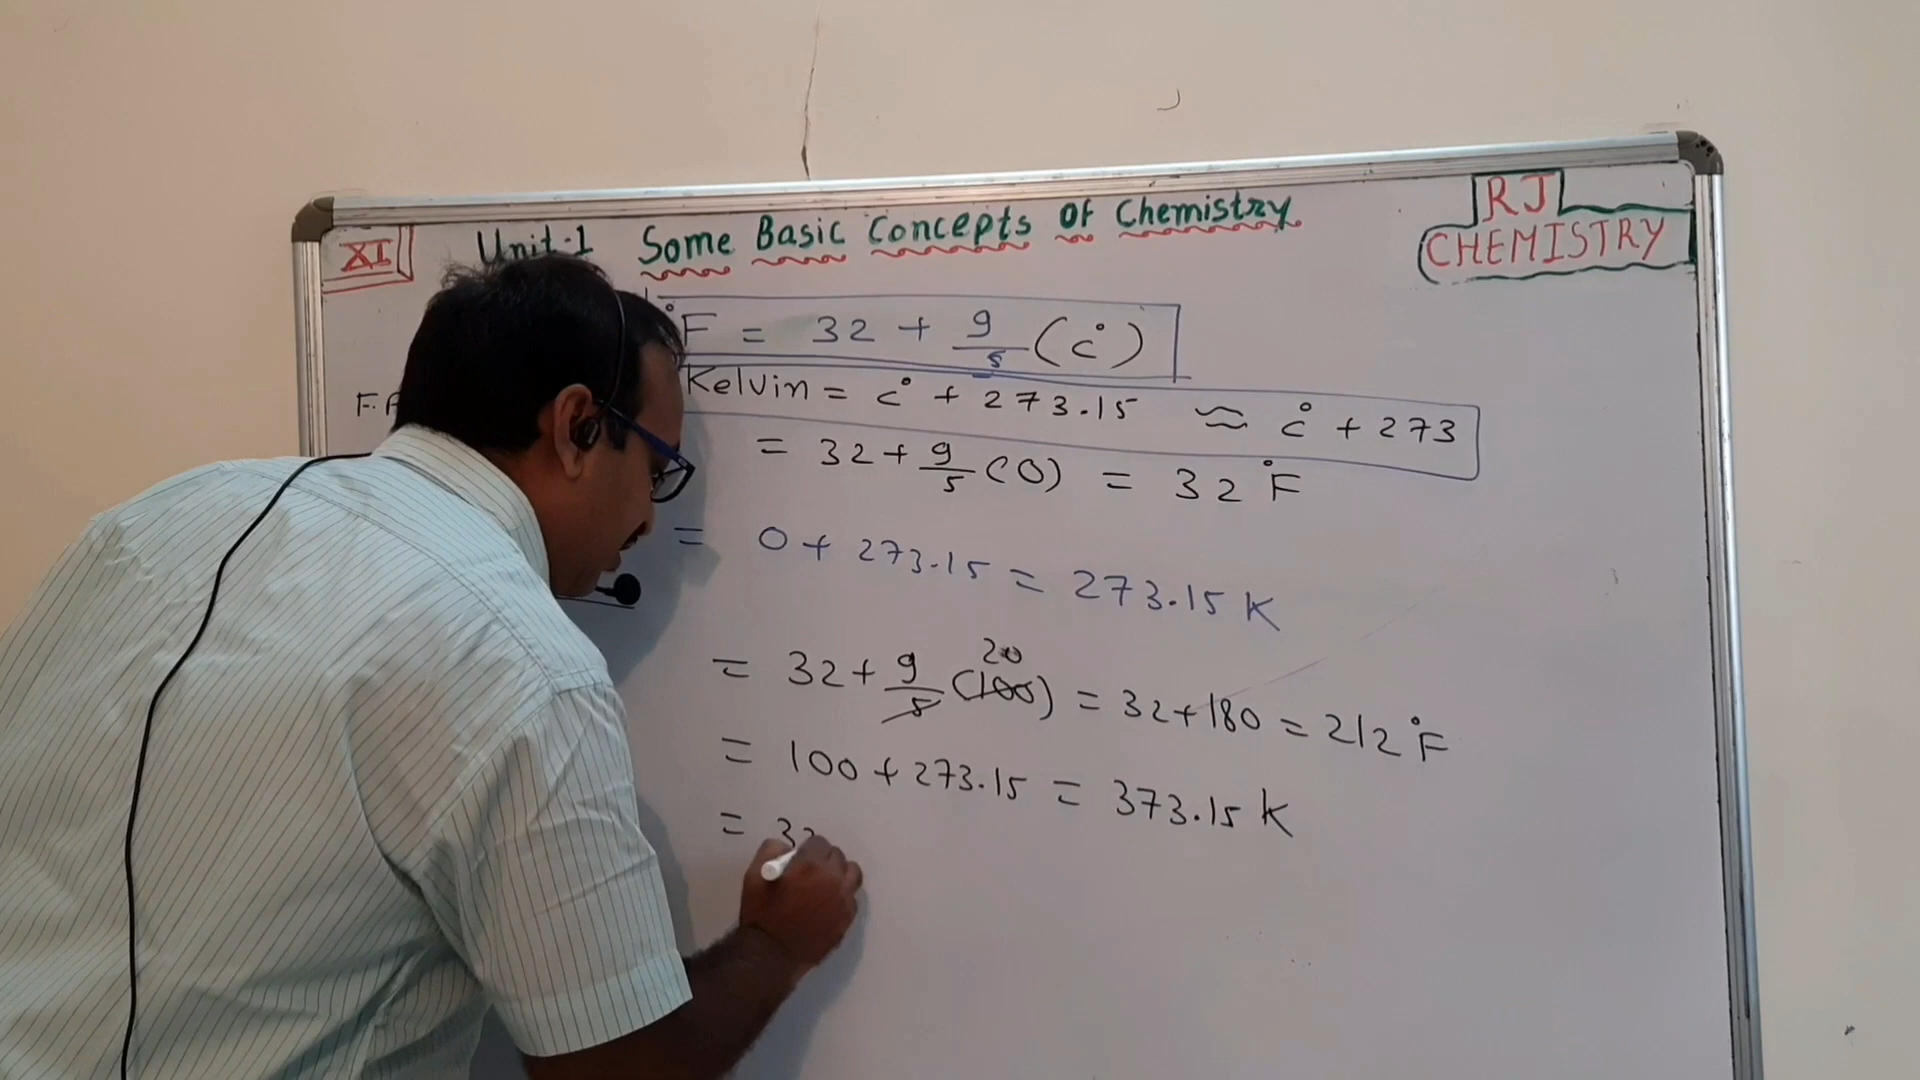 XI Unit-1 Some Basic Concepts Of Chemistry
RJ
CHEMISTRY
°F = 32 + 9/5 (c°)
Kelvin = c° + 273.15 ≈ c° + 273
= 32 + 9/5 (0) = 32 °F
= 0 + 273.15 = 273.15 K
20
= 32 + 9/5 (100) = 32 + 180 = 212 °F
= 100 + 273.15 = 373.15 K
= 32